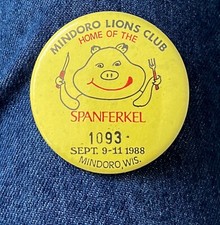 MINDORO LIONS CLUB
HOME OF THE
SPANFERKEL
1093
SEPT. 9-11 1988
MINDORO, WIS.